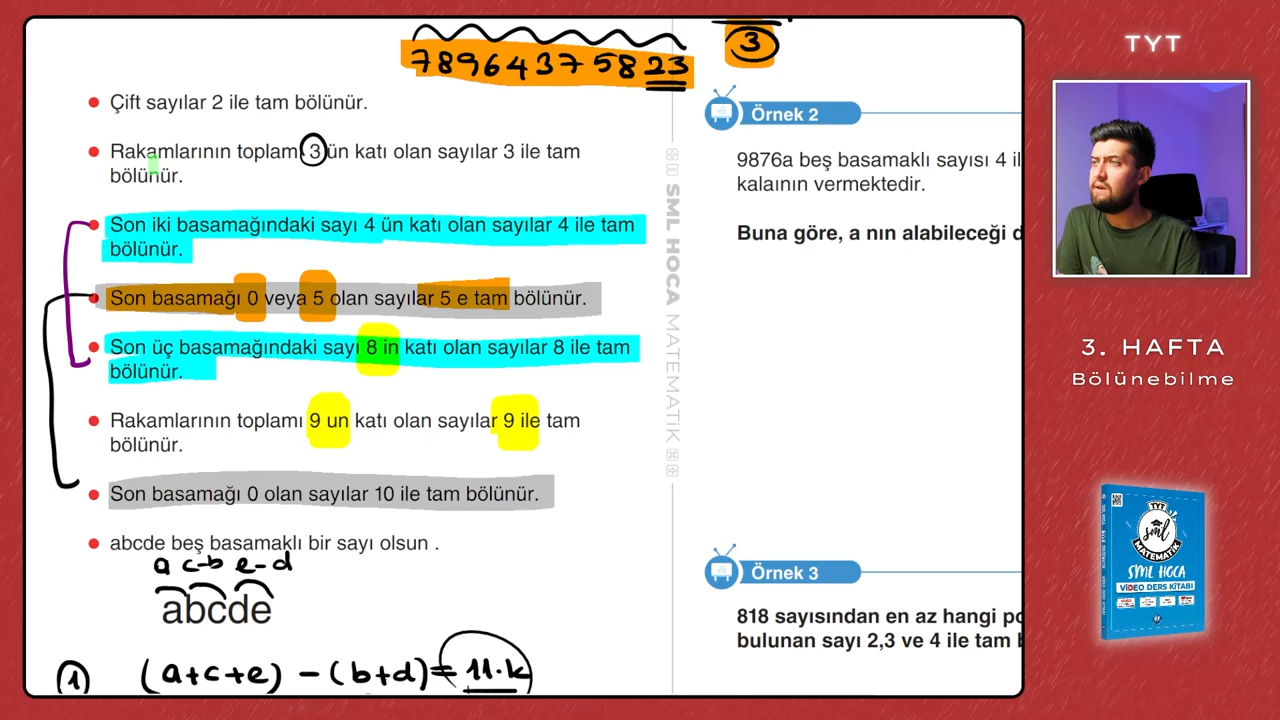 78964375823
• Çift sayılar 2 ile tam bölünür.
• Rakamlarının toplamı 3 ün katı olan sayılar 3 ile tam
bölünür.
• Son iki basamağındaki sayı 4 ün katı olan sayılar 4 ile tam
bölünür.
• Son basamağı 0 veya 5 olan sayılar 5 e tam bölünür.
• Son üç basamağındaki sayı 8 in katı olan sayılar 8 ile tam
bölünür.
• Rakamlarının toplamı 9 un katı olan sayılar 9 ile tam
bölünür.
• Son basamağı 0 olan sayılar 10 ile tam bölünür.
• abcde beş basamaklı bir sayı olsun .
a c-b e-d
abcde
1 (a+c+e) - (b+d) = 11.k
SML HOCA MATEMATİK
3
Örnek 2
9876a beş basamaklı sayısı 4 il
kalaının vermektedir.
Buna göre, a nın alabileceği d
Örnek 3
818 sayısından en az hangi po
bulunan sayı 2,3 ve 4 ile tam b
TYT
3. HAFTA
Bölünebilme
TYT
sml
MATEMATİK
SML HOCA
VİDEO DERS KİTABI